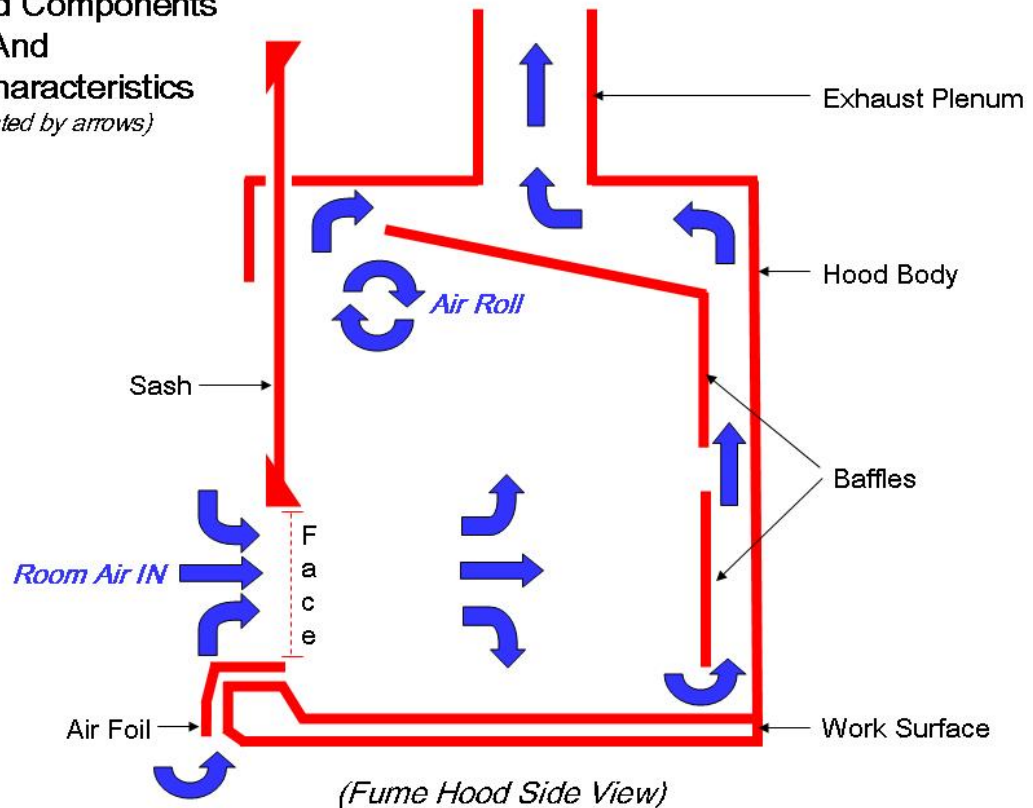 Components
And
haracteristics
ted by arrows)
Exhaust Plenum
Hood Body
Air Roll
Sash
Baffles
Face
Room Air IN
Air Foil
Work Surface
(Fume Hood Side View)